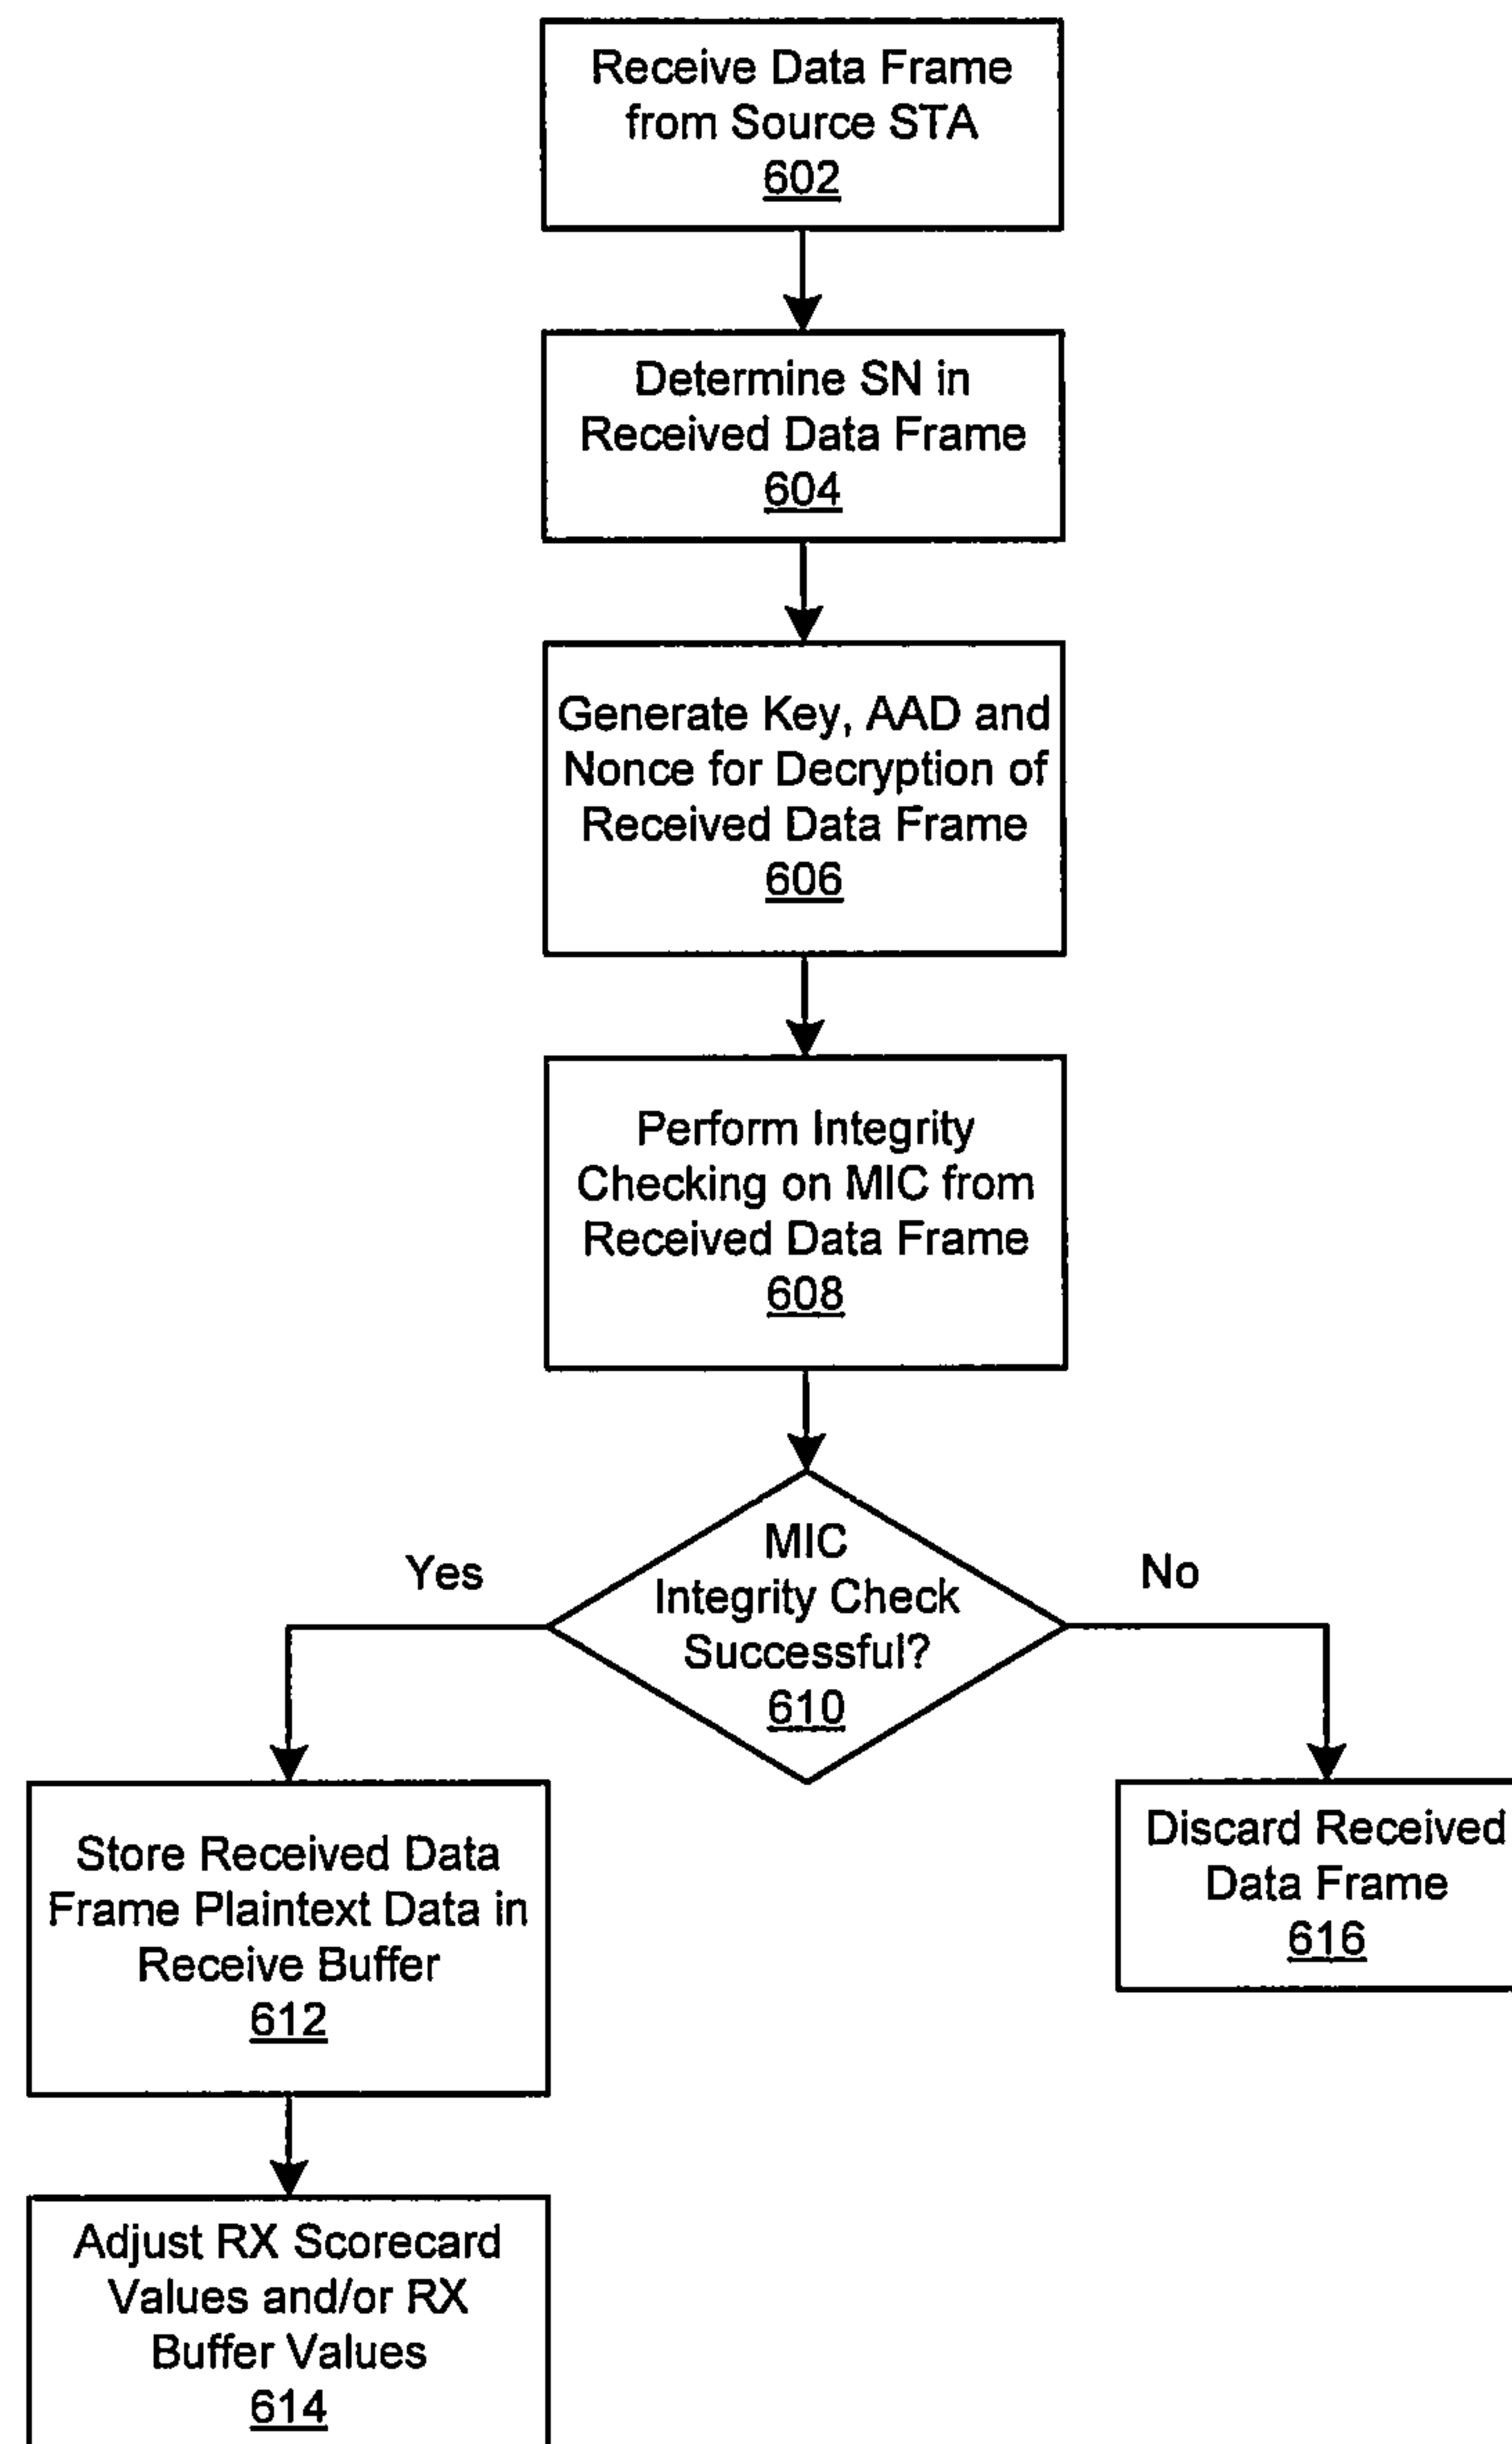 Receive Data Frame
from Source STA
602
Determine SN in
Received Data Frame
604
Generate Key, AAD and
Nonce for Decryption of
Received Data Frame
606
Perform Integrity
Checking on MIC from
Received Data Frame
608
MIC
Integrity Check
Successful?
610
Yes
No
Store Received Data
Frame Plaintext Data in
Receive Buffer
612
Discard Received
Data Frame
616
Adjust RX Scorecard
Values and/or RX
Buffer Values
614